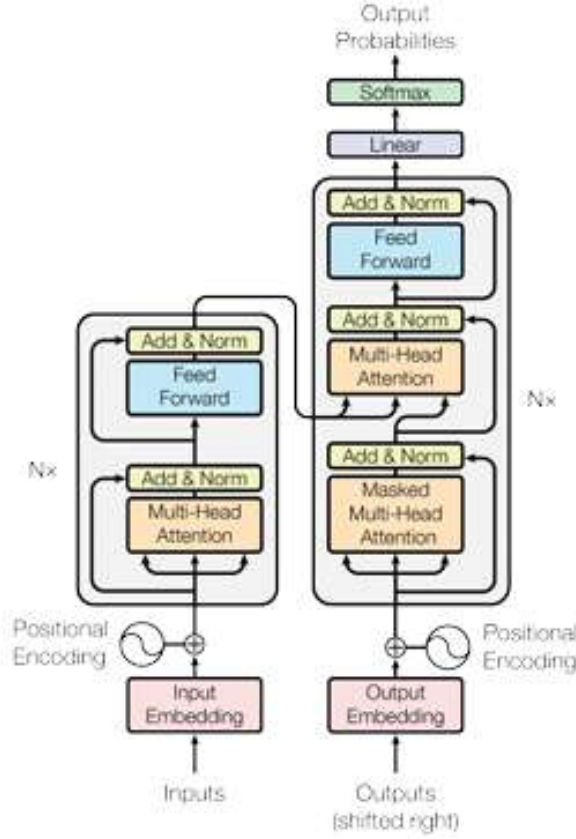 Output
Probabilities
Softmax
Linear
Add & Norm
Feed
Forward
Add & Norm
Multi-Head
Attention
Add & Norm
Masked
Multi-Head
Attention
N×
Add & Norm
Feed
Forward
Add & Norm
Multi-Head
Attention
N×
Positional
Encoding
Positional
Encoding
Input
Embedding
Output
Embedding
Inputs
Outputs
(shifted right)